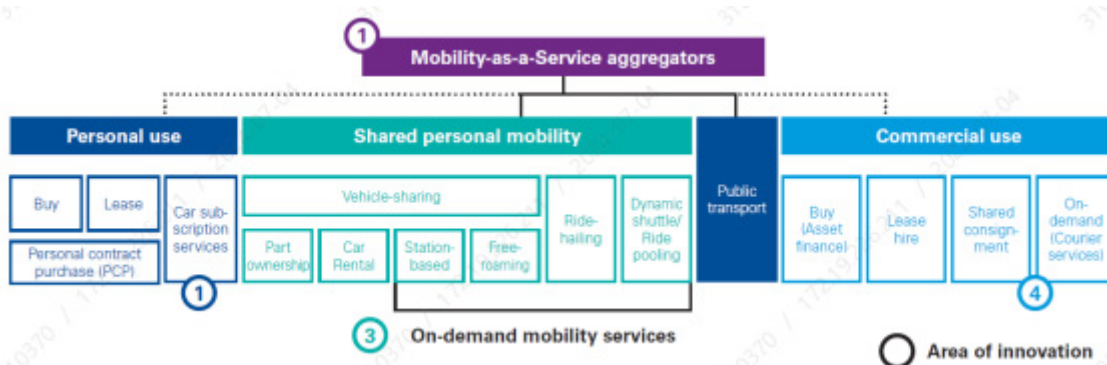 1
Mobility-as-a-Service aggregators
Personal use
Shared personal mobility
Public
transport
Commercial use
Buy
Lease
Car sub-
scription
services
Personal contract
purchase (PCP)
1
Vehicle-sharing
Part
ownership
Car
Rental
Station-
based
Free-
roaming
Ride-
hailing
Dynamic
shuttle/
Ride
pooling
Buy
(Asset
finance)
Lease
hire
Shared
consign-
ment
On-
demand
(Courier
services)
4
3
On-demand mobility services
Area of innovation